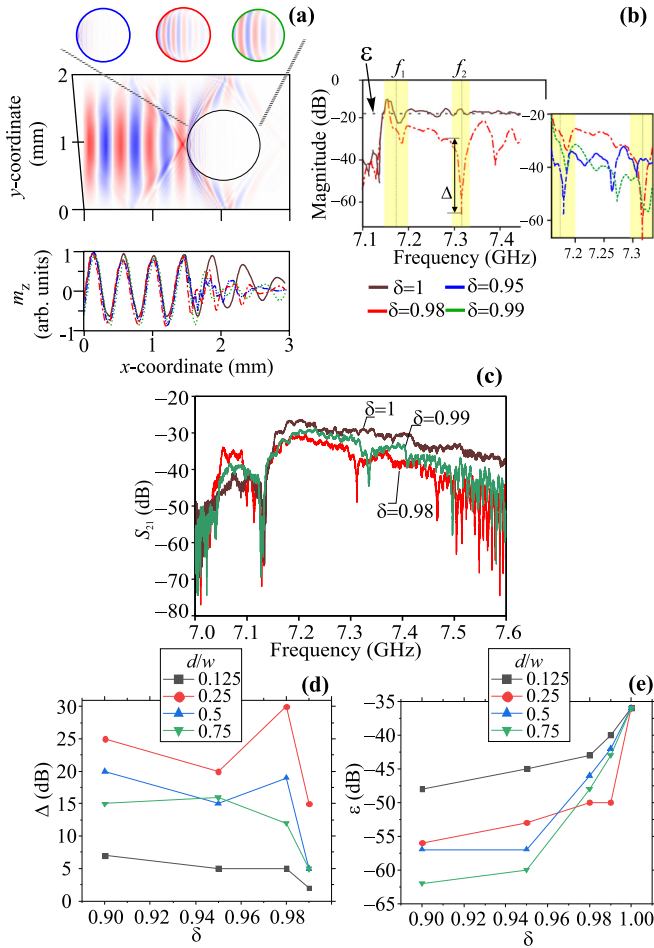 (a)
2
1
0
y-coordinate
(mm)
1
0
-1
m_z
(arb. units)
0 1 2 3
x-coordinate (mm)
(b)
ε
f_1 f_2
0
−20
−40
−60
Magnitude (dB)
Δ
7.1 7.2 7.3 7.4
Frequency (GHz)
−20
−40
−60
7.2 7.25 7.3
δ=1 δ=0.95
δ=0.98 δ=0.99
(c)
−20
−30
−40
−50
−60
−70
−80
S_21 (dB)
δ=1
δ=0.99
δ=0.98
7.0 7.1 7.2 7.3 7.4 7.5 7.6
Frequency (GHz)
(d)
d/w
0.125
0.25
0.5
0.75
30
25
20
15
10
5
0
Δ (dB)
0.90 0.92 0.94 0.96 0.98
δ
(e)
d/w
0.125
0.25
0.5
0.75
−35
−40
−45
−50
−55
−60
−65
ε (dB)
0.90 0.92 0.94 0.96 0.98 1.00
δ